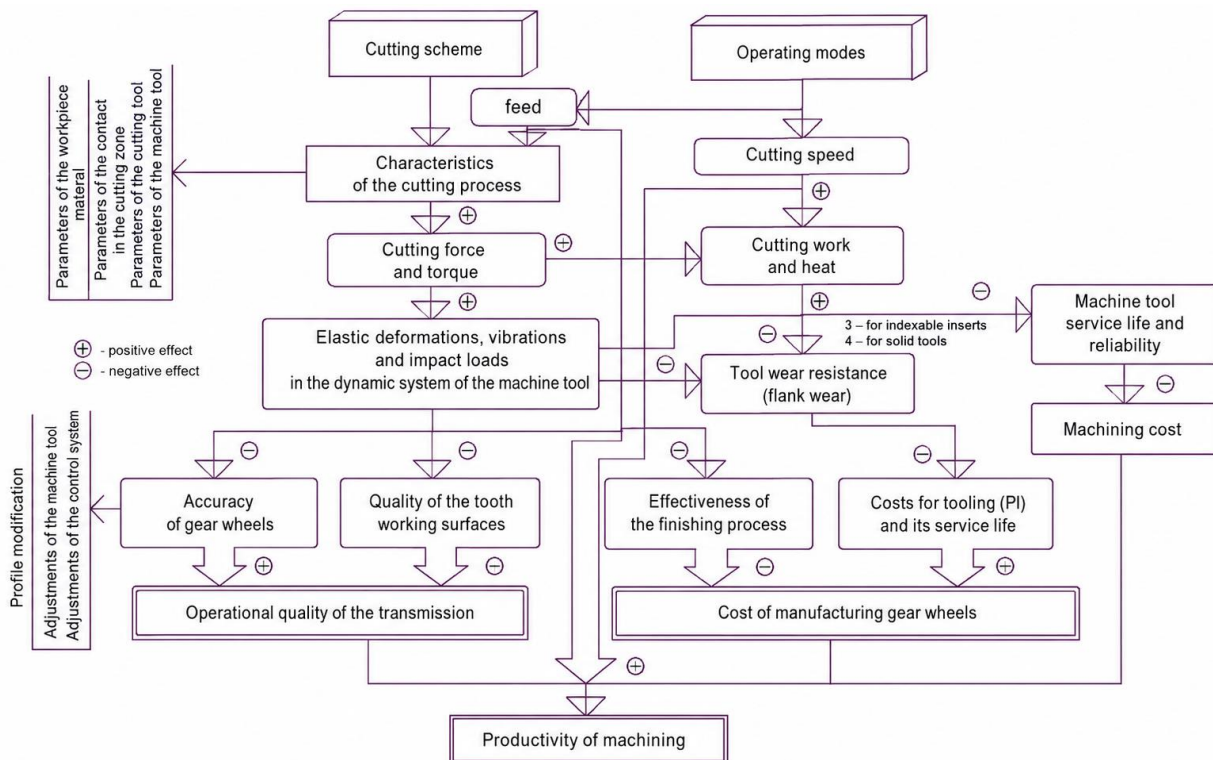 Cutting scheme
Operating modes
feed
Cutting speed
Characteristics
of the cutting process
Parameters of the workpiece
materal
Parameters of the contact
in the cutting zone
Parameters of the cutting tool
Parameters of the machine tool
Cutting force
and torque
Cutting work
and heat
Machine tool
service life and
reliability
3 – for indexable inserts
4 – for solid tools
Elastic deformations, vibrations
and impact loads
in the dynamic system of the machine tool
Tool wear resistance
(flank wear)
+ - positive effect
− - negative effect
Machining cost
Profile modification
Adjustments of the machine tool
Adjustments of the control system
Accuracy
of gear wheels
Quality of the tooth
working surfaces
Effectiveness of
the finishing process
Costs for tooling (PI)
and its service life
Operational quality of the transmission
Cost of manufacturing gear wheels
Productivity of machining